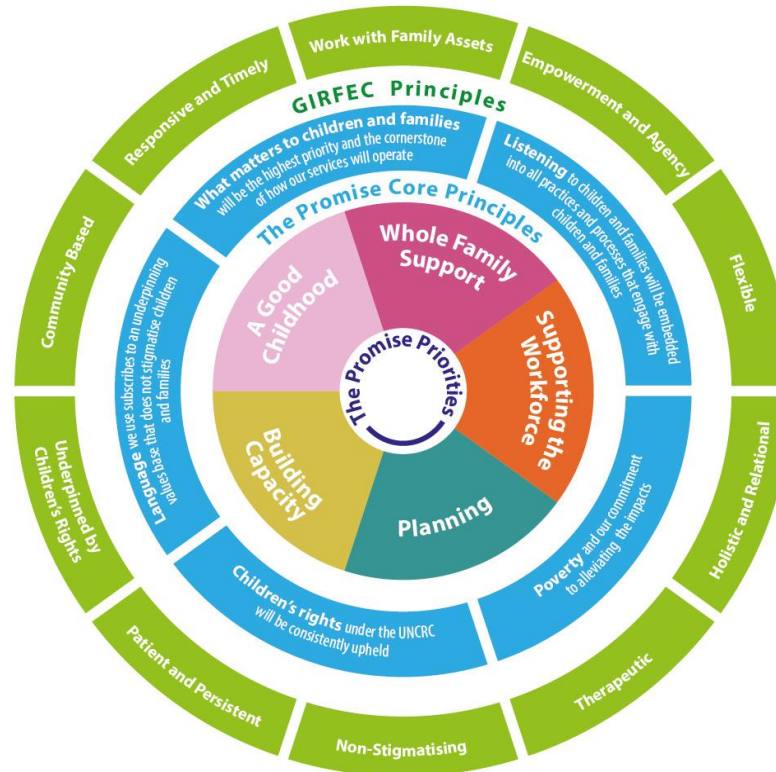 Work with Family Assets
Empowerment and Agency
Flexible
Holistic and Relational
Therapeutic
Non-Stigmatising
Patient and Persistent
Underpinned by
Children's Rights
Community Based
Responsive and Timely
GIRFEC Principles
What matters to children and families
will be the highest priority and the cornerstone
of how our services will operate
Listening to children and families will be embedded
into all practices and processes that engage with
children and families
Poverty and our commitment
to alleviating the impacts
Children's rights under the UNCRC
will be consistently upheld
Language we use subscribes to an underpinning
values base that does not stigmatise children
and families
The Promise Core Principles
Whole Family
Support
Supporting the
Workforce
Planning
Building
Capacity
A Good
Childhood
The Promise Priorities